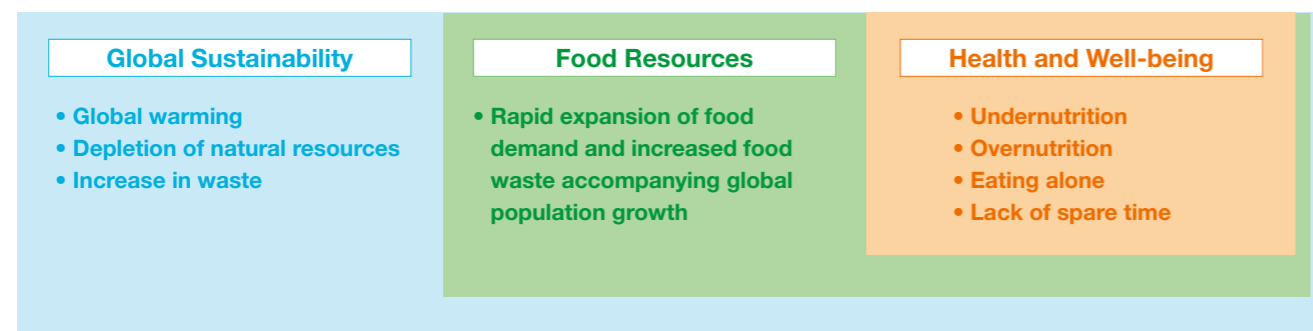 Global Sustainability
• Global warming
• Depletion of natural resources
• Increase in waste
Food Resources
• Rapid expansion of food
demand and increased food
waste accompanying global
population growth
Health and Well-being
• Undernutrition
• Overnutrition
• Eating alone
• Lack of spare time